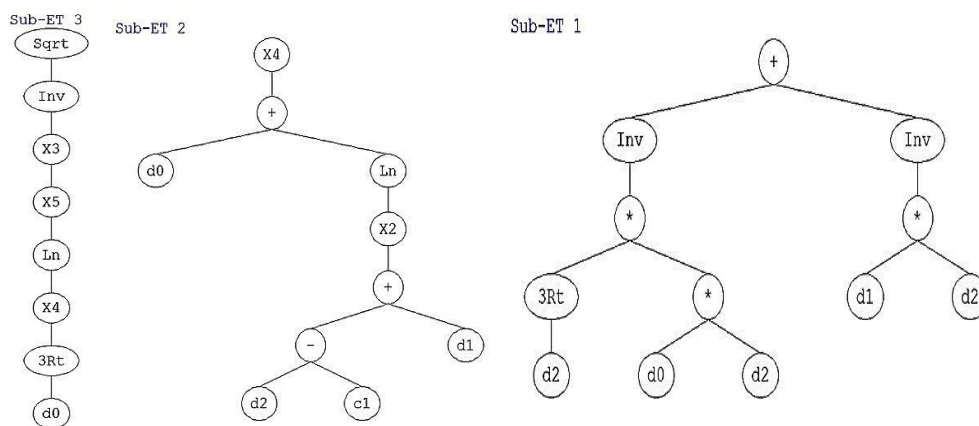 Sub-ET 3
Sqrt
Inv
X3
X5
Ln
X4
3Rt
d0
Sub-ET 2
X4
+
d0 Ln
X2
+
- d1
d2 c1
Sub-ET 1
+
Inv Inv
* *
3Rt * d1 d2
d2 d0 d2